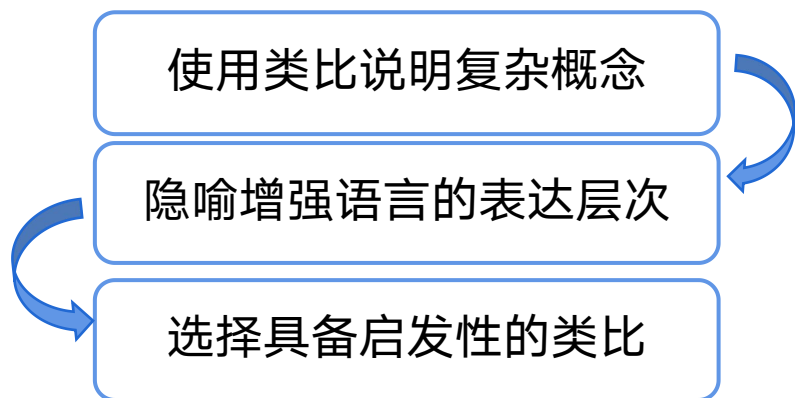 使用类比说明复杂概念
隐喻增强语言的表达层次
选择具备启发性的类比